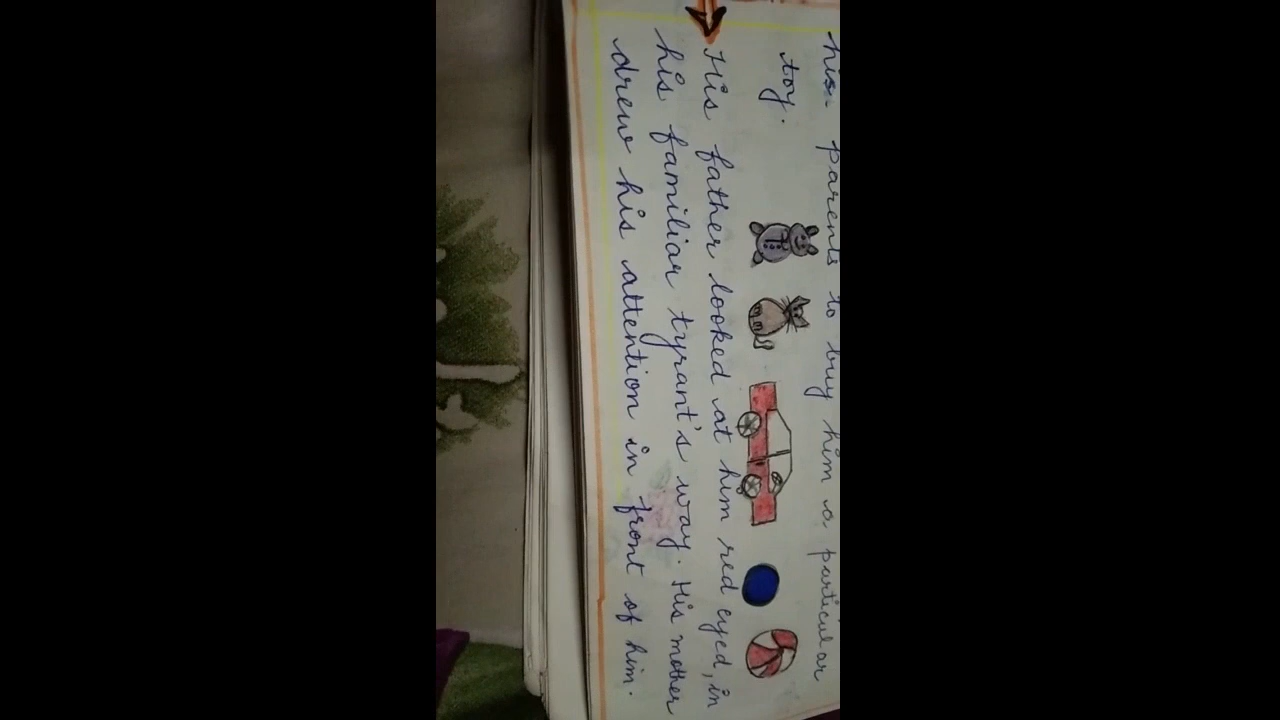 his parents to buy him a particular
toy.
His father looked at him red eyed, in
his familiar tyrant's way. His mother
drew his attention in front of him.